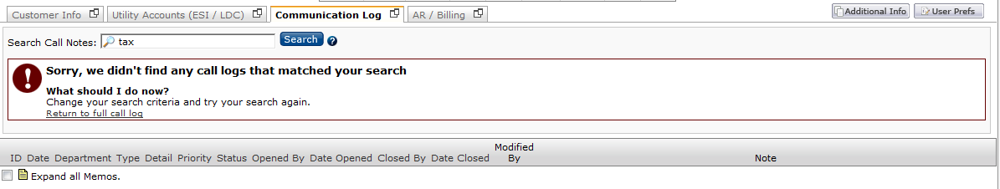 Customer Info
Utility Accounts (ESI / LDC)
Communication Log
AR / Billing
Additional Info
User Prefs
Search Call Notes:
tax
Search
?
!
Sorry, we didn't find any call logs that matched your search
What should I do now?
Change your search criteria and try your search again.
Return to full call log
ID Date Department Type Detail Priority Status Opened By Date Opened Closed By Date Closed Modified By Note
Expand all Memos.